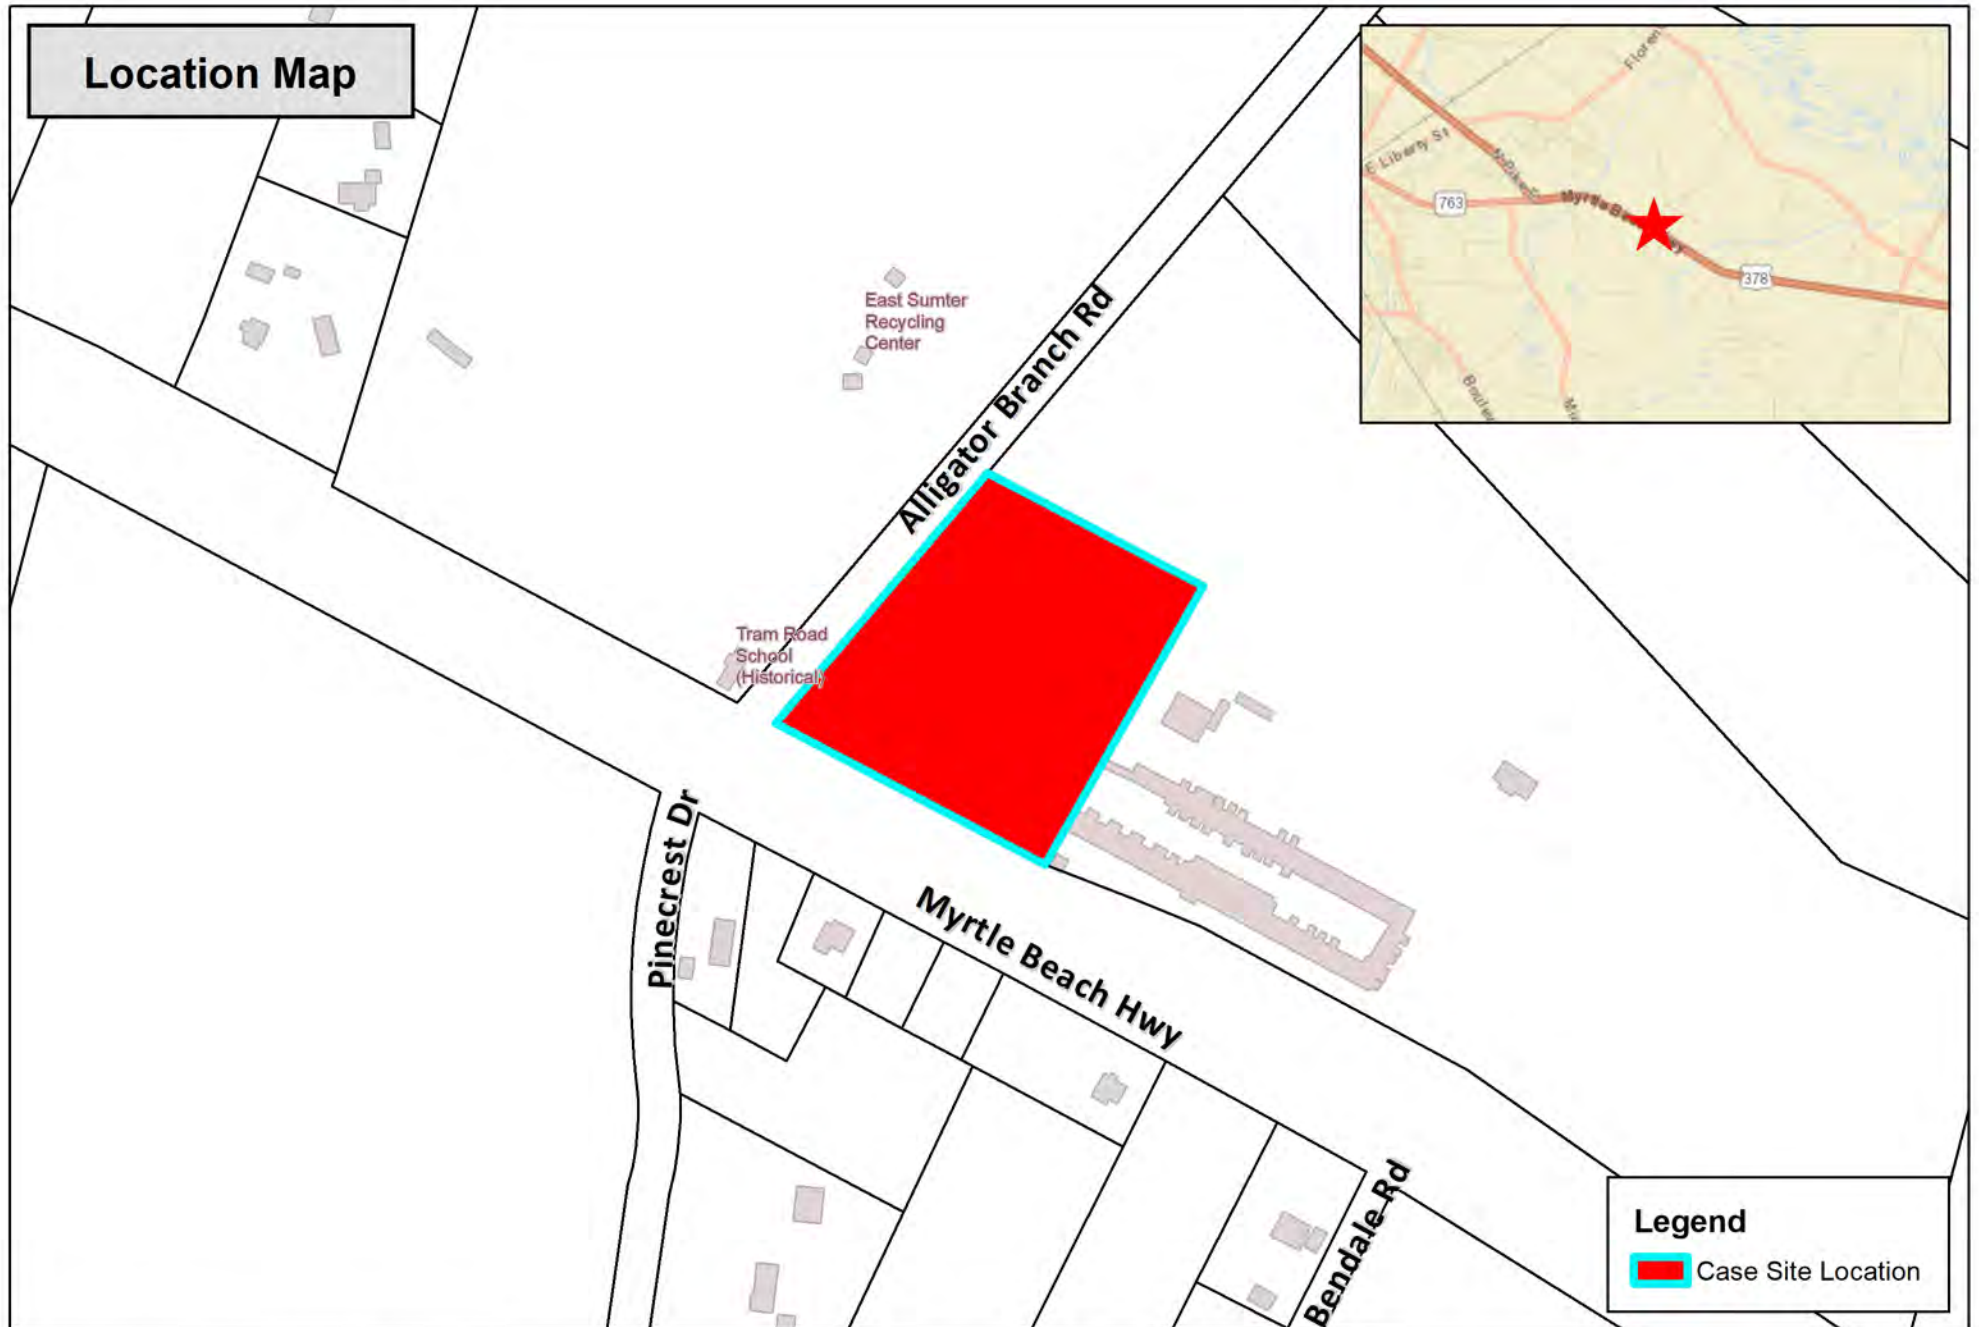 Location Map
E Liberty St
N Pike
763
378
East Sumter
Recycling
Center
Alligator Branch Rd
Tram Road
School
(Historical)
Pinecrest Dr
Myrtle Beach Hwy
Bendale Rd
Legend
Case Site Location